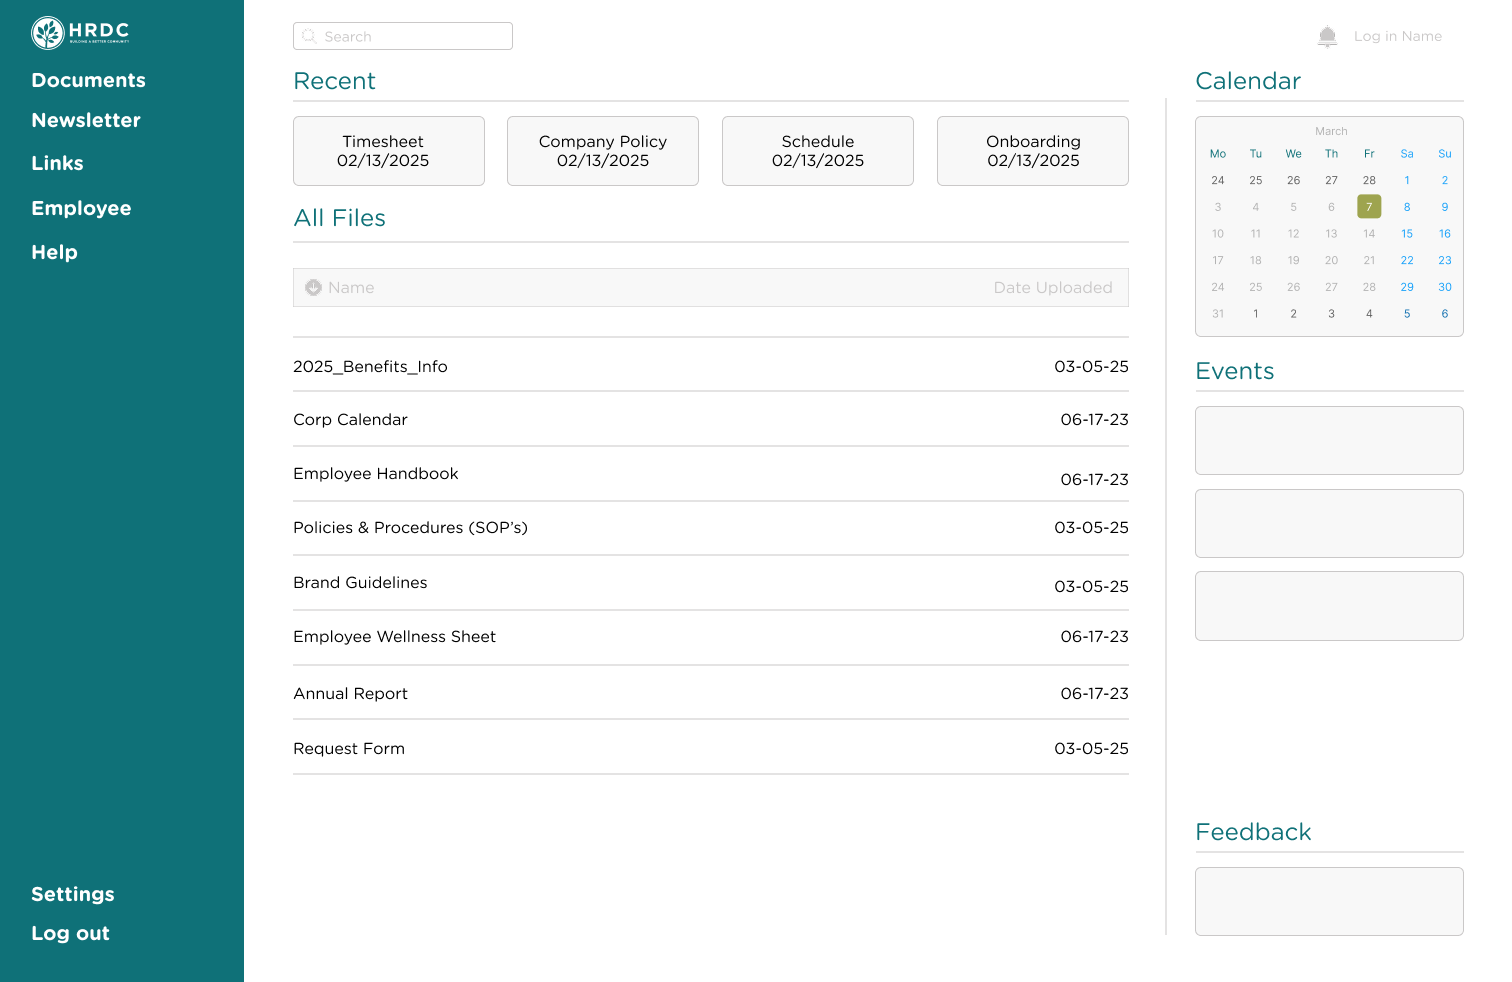 HRDC
BUILDING A BETTER COMMUNITY
Documents
Newsletter
Links
Employee
Help
Settings
Log out
Search
Log in Name
Recent
Timesheet
02/13/2025
Company Policy
02/13/2025
Schedule
02/13/2025
Onboarding
02/13/2025
All Files
Name Date Uploaded
2025_Benefits_Info 03-05-25
Corp Calendar 06-17-23
Employee Handbook 06-17-23
Policies & Procedures (SOP’s) 03-05-25
Brand Guidelines 03-05-25
Employee Wellness Sheet 06-17-23
Annual Report 06-17-23
Request Form 03-05-25
Calendar
March
Mo Tu We Th Fr Sa Su
24 25 26 27 28 1 2
3 4 5 6 7 8 9
10 11 12 13 14 15 16
17 18 19 20 21 22 23
24 25 26 27 28 29 30
31 1 2 3 4 5 6
Events
Feedback